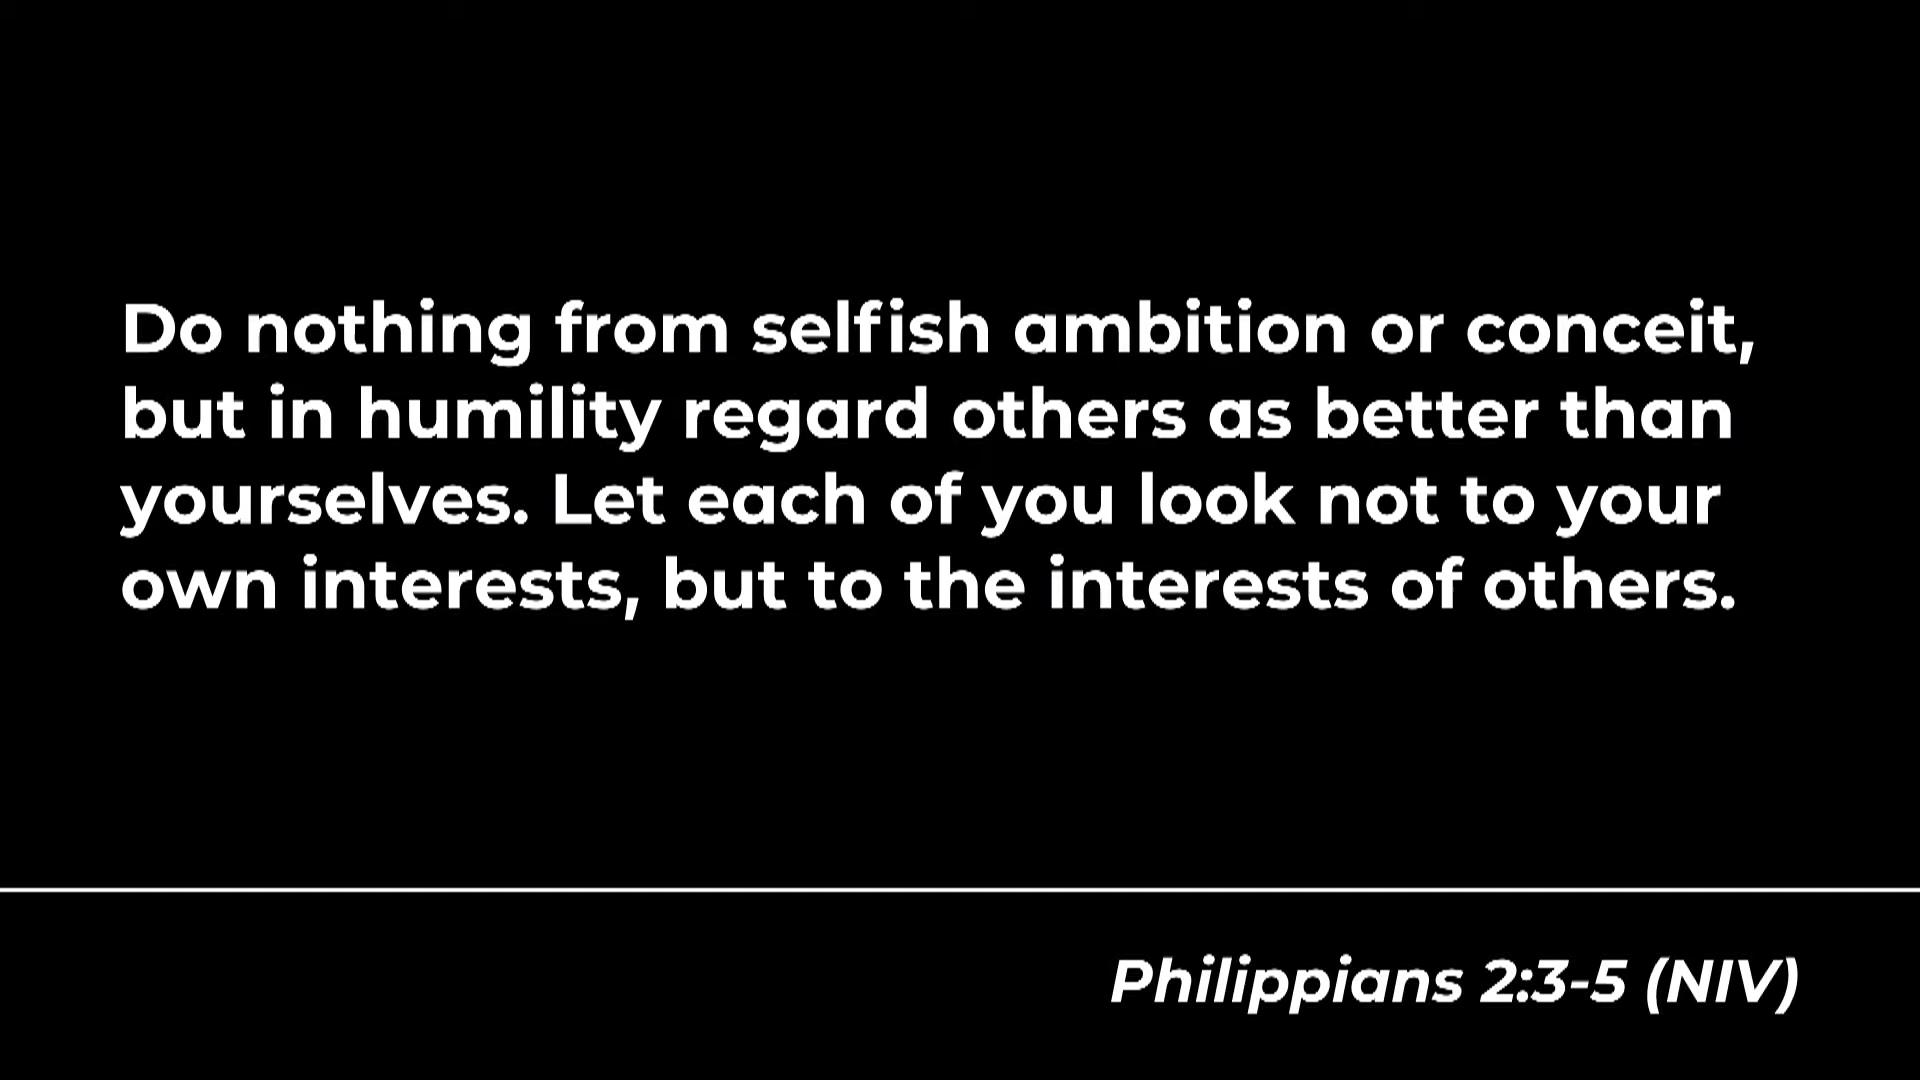 Do nothing from selfish ambition or conceit,
but in humility regard others as better than
yourselves. Let each of you look not to your
own interests, but to the interests of others.
Philippians 2:3-5 (NIV)